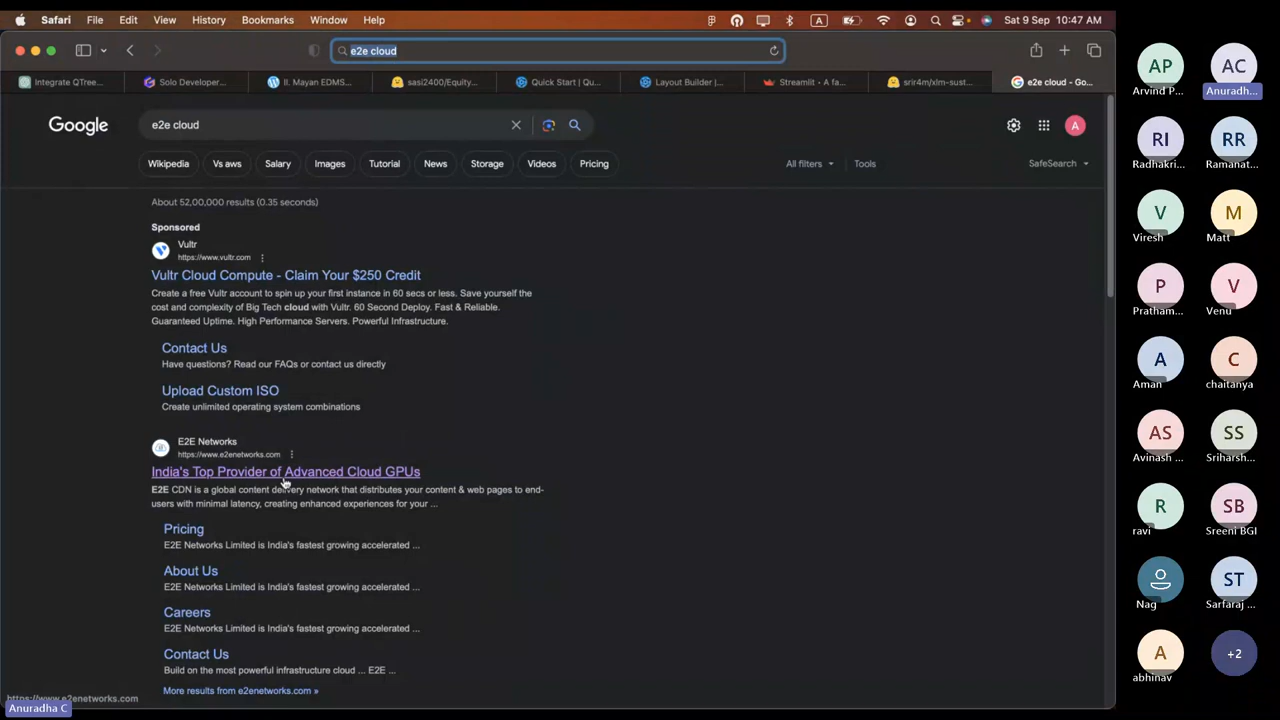 Safari File Edit View History Bookmarks Window Help
A
Sat 9 Sep 10:47 AM
e2e cloud
Integrate QTree...
Solo Developer...
II. Mayan EDMS...
sasi2400/Equity...
Quick Start | Qu...
Layout Builder |...
Streamlit • A fa...
srir4m/xlm-sust...
e2e cloud - Go...
Google
e2e cloud
A
Wikipedia
Vs aws
Salary
Images
Tutorial
News
Storage
Videos
Pricing
All filters
Tools
SafeSearch
About 52,00,000 results (0.35 seconds)
Sponsored
Vultr
https://www.vultr.com
Vultr Cloud Compute - Claim Your $250 Credit
Create a free Vultr account to spin up your first instance in 60 secs or less. Save yourself the
cost and complexity of Big Tech cloud with Vultr. 60 Second Deploy. Fast & Reliable.
Guaranteed Uptime. High Performance Servers. Powerful Infrastructure.
Contact Us
Have questions? Read our FAQs or contact us directly
Upload Custom ISO
Create unlimited operating system combinations
E2E Networks
https://www.e2enetworks.com
India's Top Provider of Advanced Cloud GPUs
E2E CDN is a global content delivery network that distributes your content & web pages to end-
users with minimal latency, creating enhanced experiences for your ...
Pricing
E2E Networks Limited is India's fastest growing accelerated ...
About Us
E2E Networks Limited is India's fastest growing accelerated ...
Careers
E2E Networks Limited is India's fastest growing accelerated ...
Contact Us
Build on the most powerful infrastructure cloud ... E2E ...
More results from e2enetworks.com »
https://www.e2enetworks.com
Anuradha C
AP
Arvind P...
AC
Anuradh...
RI
Radhakri...
RR
Ramanat...
V
Viresh
M
Matt
P
Pratham...
V
Venu
A
Aman
C
chaitanya
AS
Avinash ...
SS
Sriharsh...
R
ravi
SB
Sreeni BGI
Nag
ST
Sarfaraj ...
A
abhinav
+2